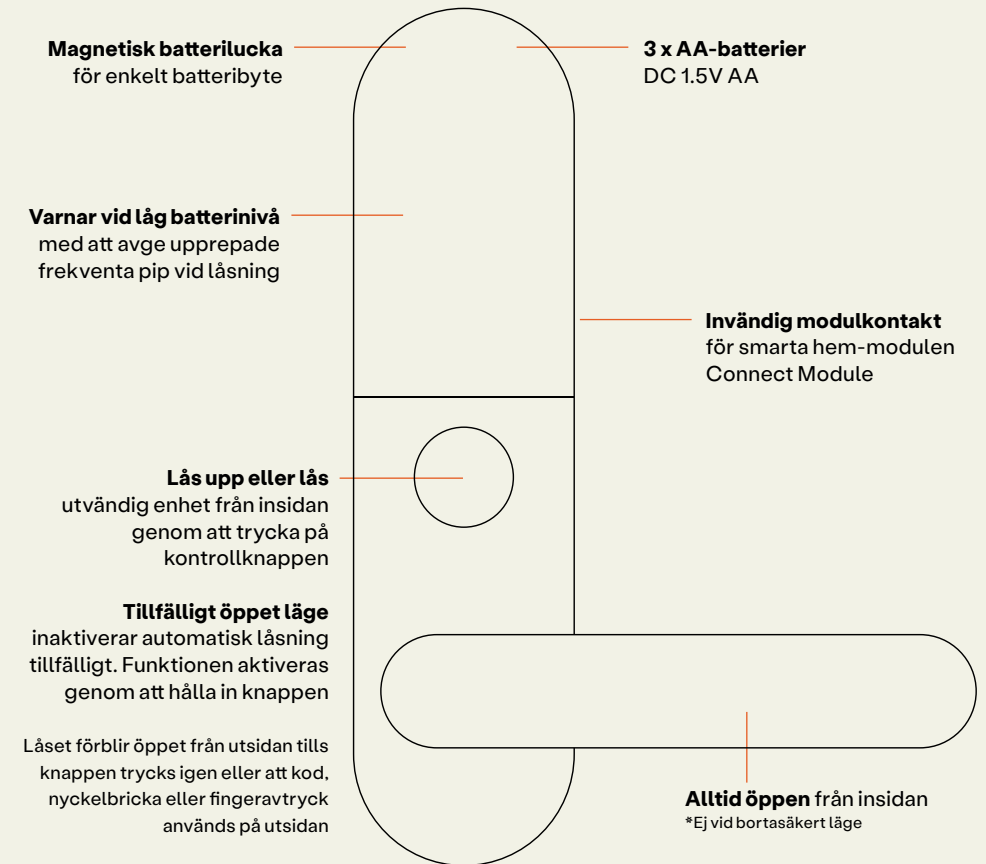 Magnetisk batterilucka
för enkelt batteribyte
3 x AA-batterier
DC 1.5V AA
Varnar vid låg batterinivå
med att avge upprepade
frekventa pip vid låsning
Invändig modulkontakt
för smarta hem-modulen
Connect Module
Lås upp eller lås
utvändig enhet från insidan
genom att trycka på
kontrollknappen
Tillfälligt öppet läge
inaktiverar automatisk låsning
tillfälligt. Funktionen aktiveras
genom att hålla in knappen
Låset förblir öppet från utsidan tills
knappen trycks igen eller att kod,
nyckelbricka eller fingeravtryck
används på utsidan
Alltid öppen från insidan
*Ej vid bortasäkert läge